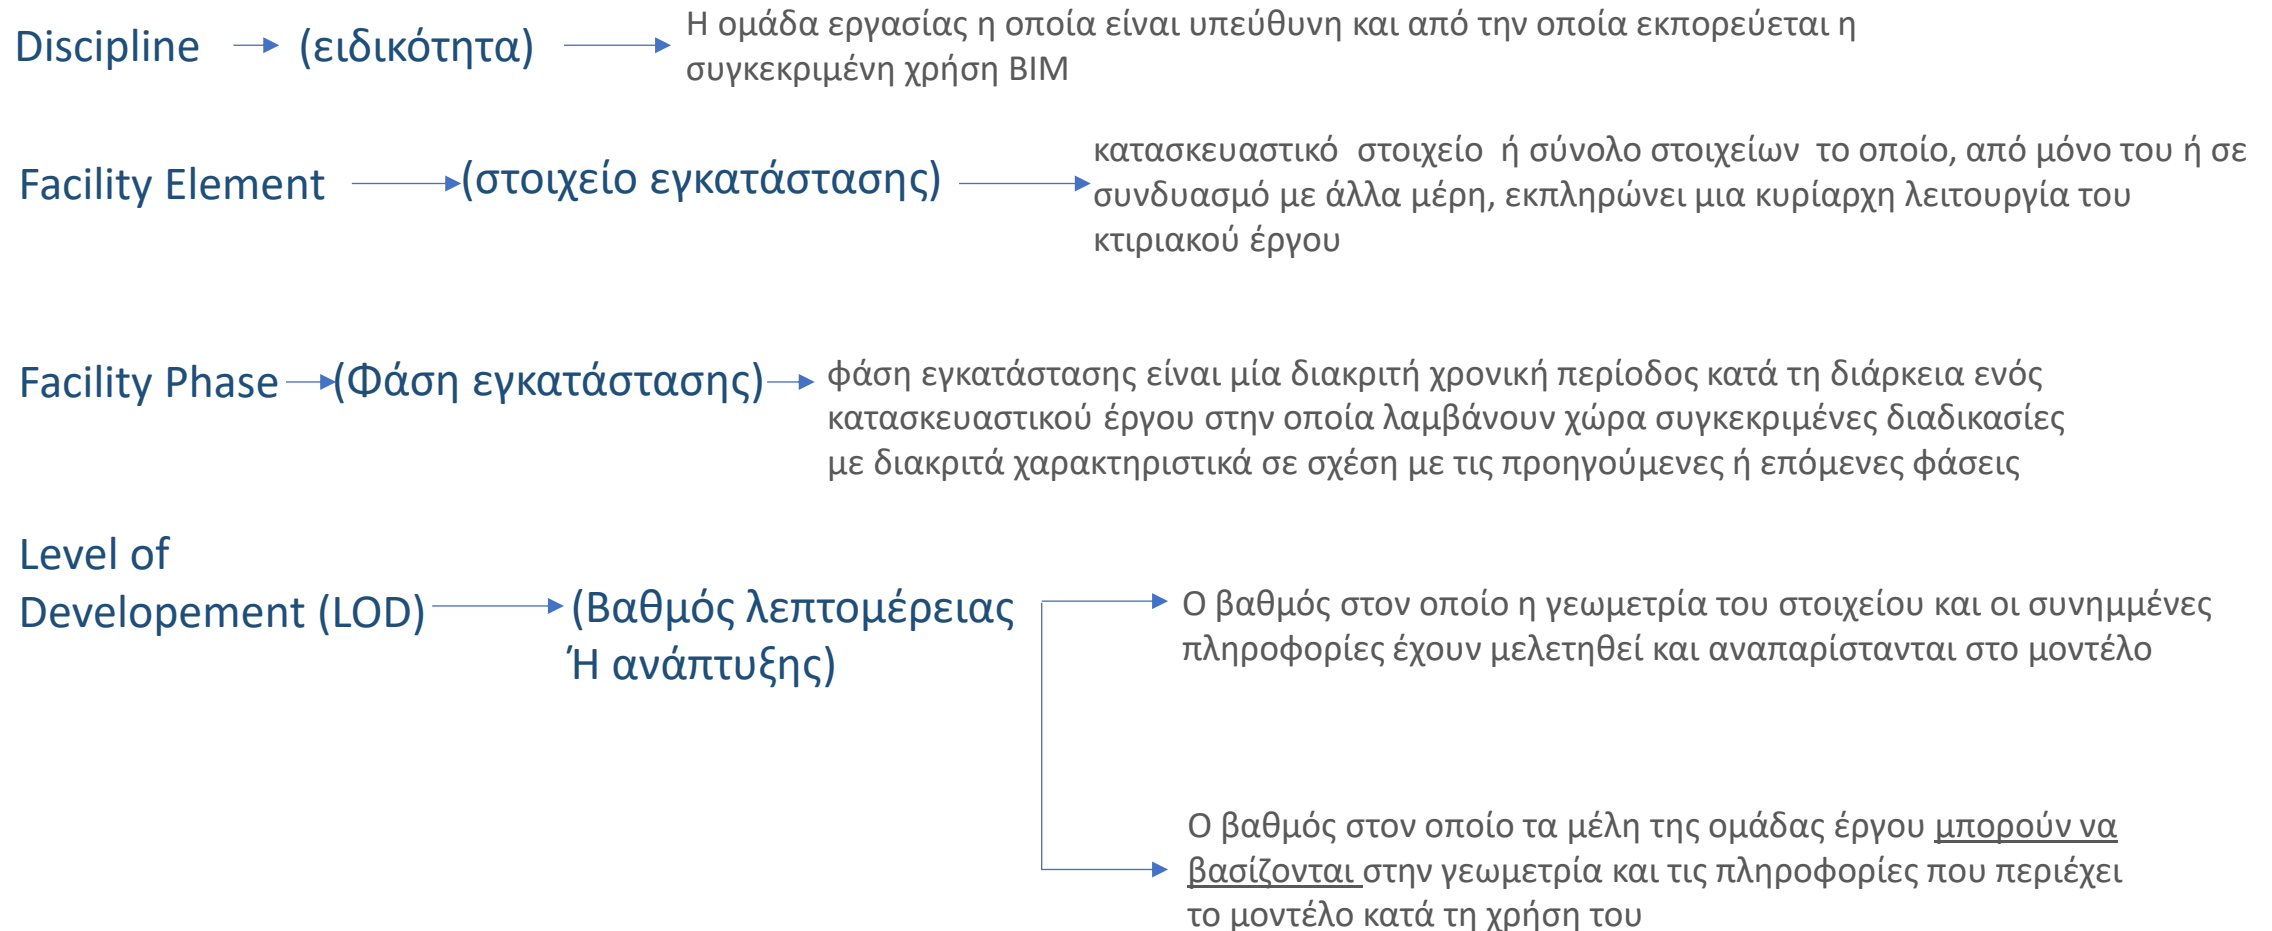 Discipline (ειδικότητα) Η ομάδα εργασίας η οποία είναι υπεύθυνη και από την οποία εκπορεύεται η
συγκεκριμένη χρήση BIM
Facility Element (στοιχείο εγκατάστασης) κατασκευαστικό στοιχείο ή σύνολο στοιχείων το οποίο, από μόνο του ή σε
συνδυασμό με άλλα μέρη, εκπληρώνει μια κυρίαρχη λειτουργία του
κτιριακού έργου
Facility Phase (Φάση εγκατάστασης) φάση εγκατάστασης είναι μία διακριτή χρονική περίοδος κατά τη διάρκεια ενός
κατασκευαστικού έργου στην οποία λαμβάνουν χώρα συγκεκριμένες διαδικασίες
με διακριτά χαρακτηριστικά σε σχέση με τις προηγούμενες ή επόμενες φάσεις
Level of
Developement (LOD) (Βαθμός λεπτομέρειας
Ή ανάπτυξης)
Ο βαθμός στον οποίο η γεωμετρία του στοιχείου και οι συνημμένες
πληροφορίες έχουν μελετηθεί και αναπαρίστανται στο μοντέλο
Ο βαθμός στον οποίο τα μέλη της ομάδας έργου μπορούν να
βασίζονται στην γεωμετρία και τις πληροφορίες που περιέχει
το μοντέλο κατά τη χρήση του